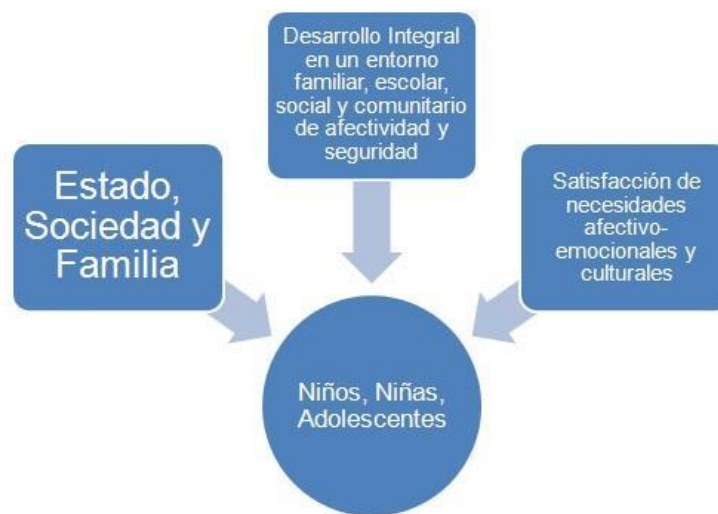 Desarrollo Integral
en un entorno
familiar, escolar,
social y comunitario
de afectividad y
seguridad
Estado,
Sociedad y
Familia
Satisfacción de
necesidades
afectivo-
emocionales y
culturales
Niños, Niñas,
Adolescentes